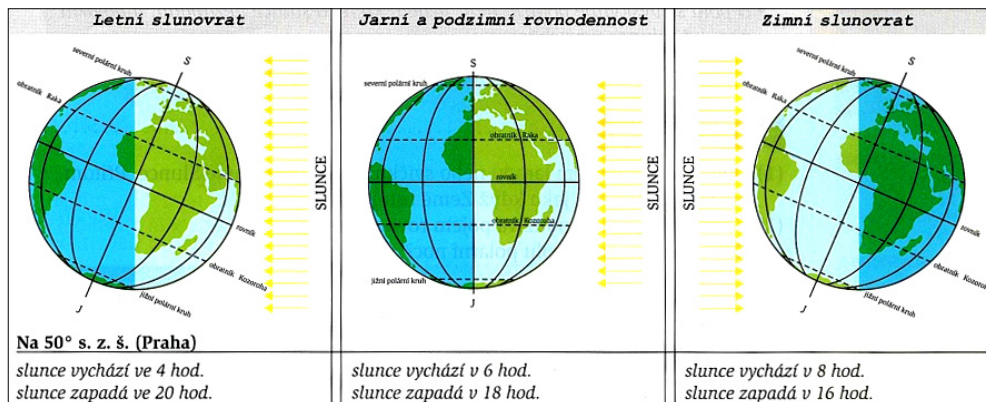 Letní slunovrat
Jarní a podzimní rovnodennost
Zimní slunovrat
severní polární kruh
S
obratník Raka
SLUNCE
rovník
obratník Kozoroha
jižní polární kruh
J
S
severní polární kruh
obratník Raka
rovník
obratník Kozoroha
jižní polární kruh
J
SLUNCE
SLUNCE
severní polární kruh
S
obratník Raka
rovník
obratník Kozoroha
jižní polární kruh
J
Na 50° s. z. š. (Praha)
slunce vychází ve 4 hod.
slunce zapadá ve 20 hod.
slunce vychází v 6 hod.
slunce zapadá v 18 hod.
slunce vychází v 8 hod.
slunce zapadá v 16 hod.